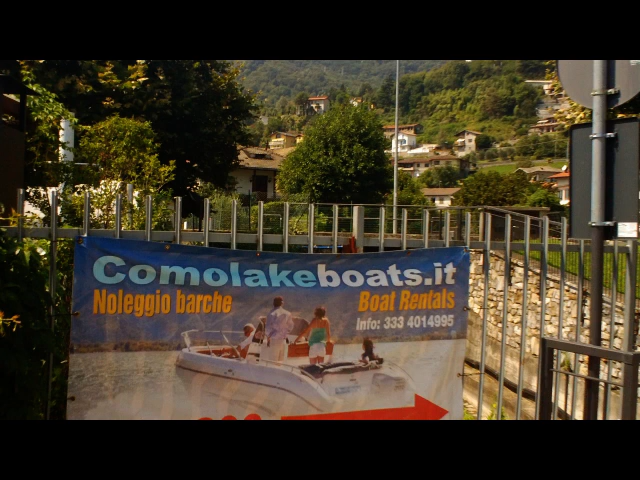 Comolakeboats.it
Noleggio barche
Boat Rentals
Info: 333 4014995